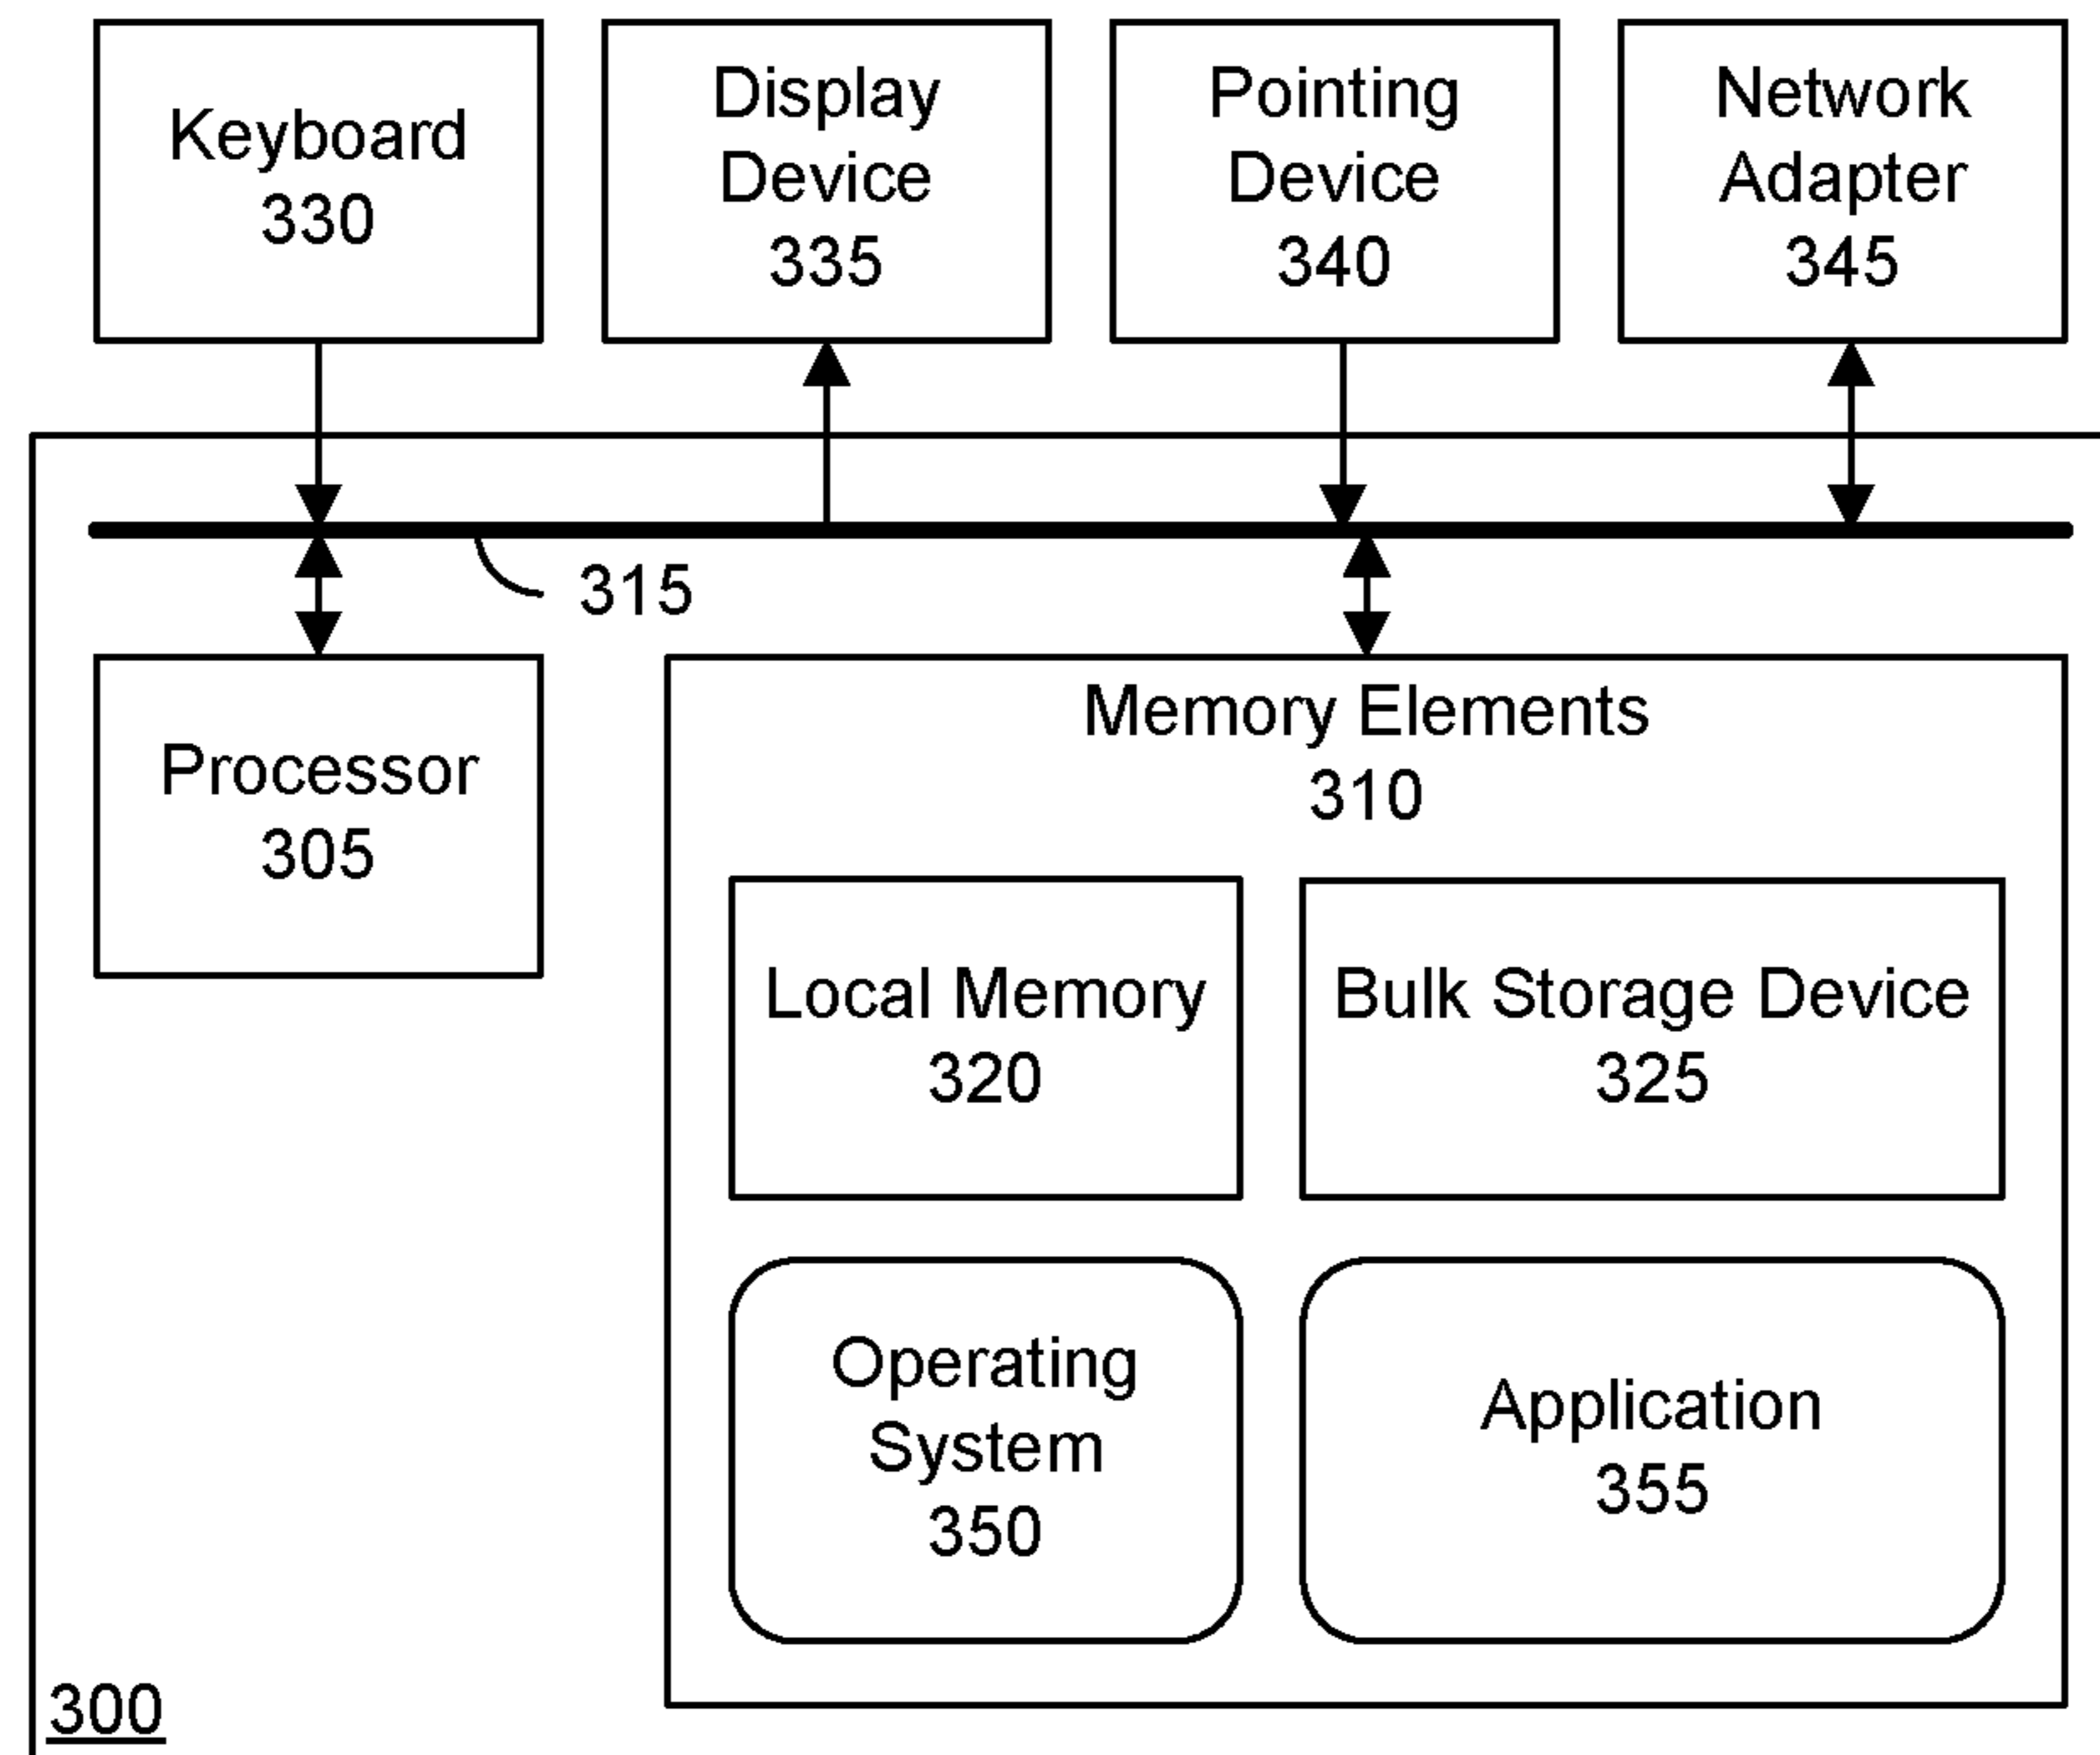 Keyboard
330
Display
Device
335
Pointing
Device
340
Network
Adapter
345
315
Processor
305
Memory Elements
310
Local Memory
320
Bulk Storage Device
325
Operating
System
350
Application
355
300